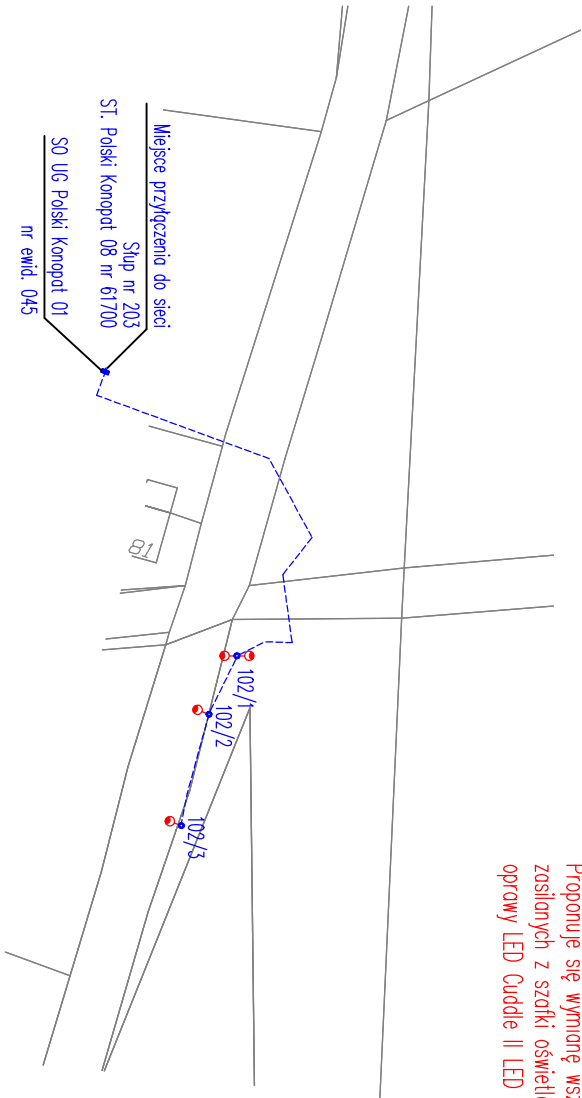 Miejsce przyłączenia do sieci
Słup nr 203
ST. Polski Konopat 08 nr 61700
SO UG Polski Konopat 01
nr ewid. 045
81
102/1
102/2
102/3
Proponuje się wymianę
zasilanych z szafki
oprawy LED Cuddle II LED